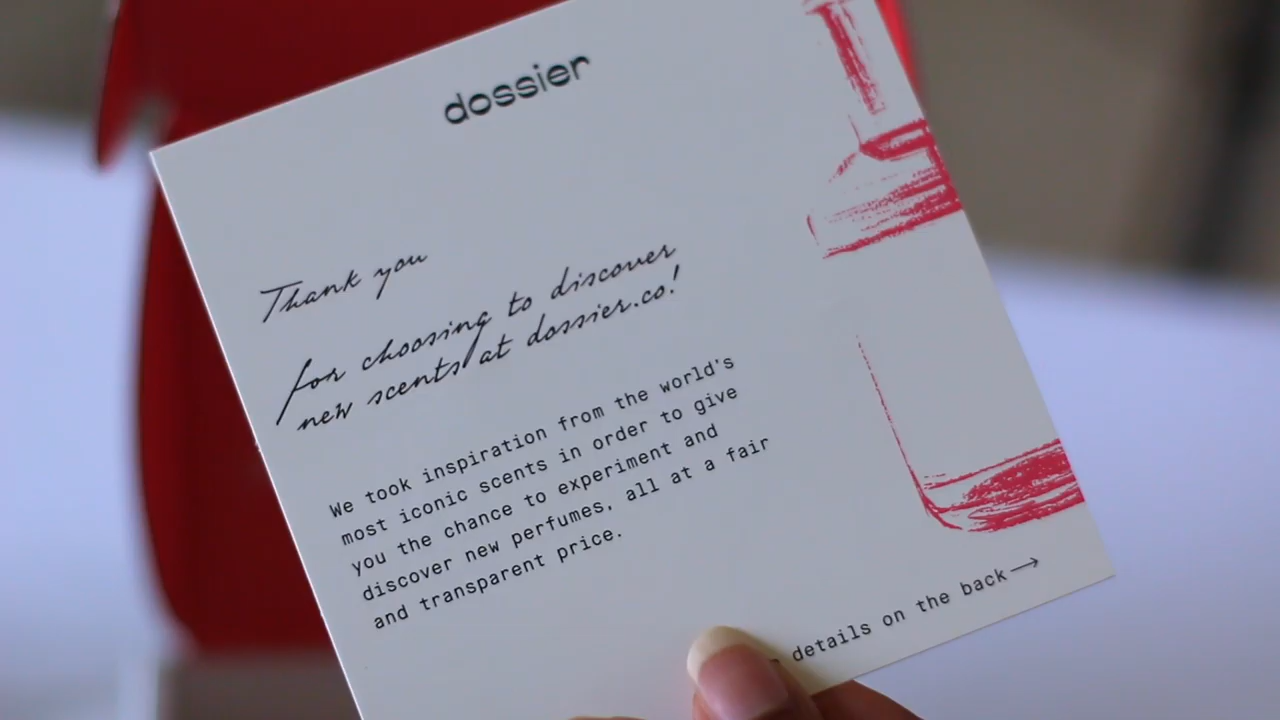 dossier
Thank you
for choosing to discover
new scents at dossier.co!
We took inspiration from the world's
most iconic scents in order to give
you the chance to experiment and
discover new perfumes, all at a fair
and transparent price.
details on the back→